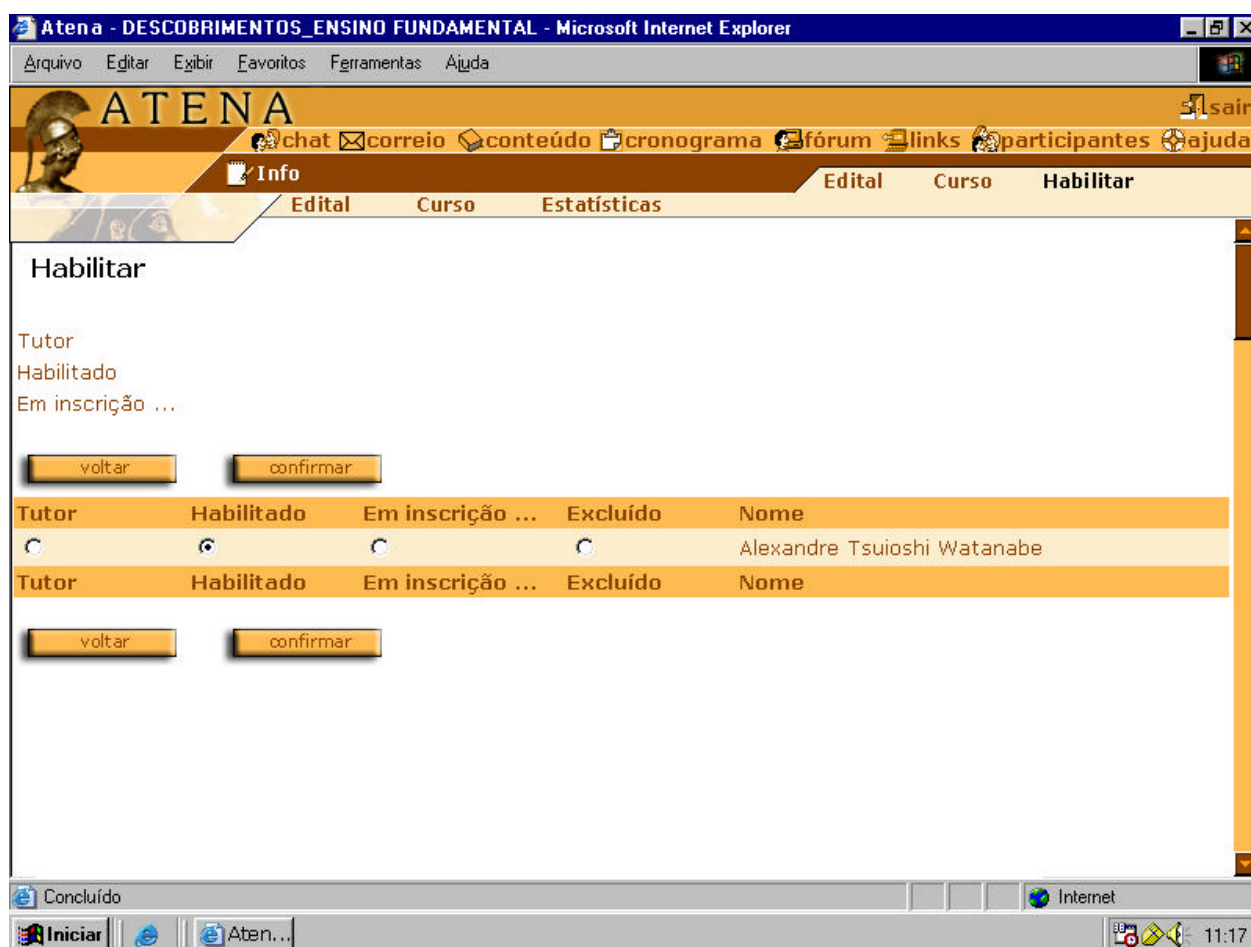 Atena - DESCOBRIMENTOS_ENSINO FUNDAMENTAL - Microsoft Internet Explorer
Arquivo Editar Exibir Favoritos Ferramentas Ajuda
ATENA
sair
chat correio conteúdo cronograma fórum links participantes ajuda
Info
Edital Curso Habilitar
Edital Curso Estatísticas
Habilitar
Tutor
Habilitado
Em inscrição ...
voltar confirmar
Tutor Habilitado Em inscrição ... Excluído Nome
Alexandre Tsuioshi Watanabe
Tutor Habilitado Em inscrição ... Excluído Nome
voltar confirmar
Concluído Internet
Iniciar Aten... 11:17